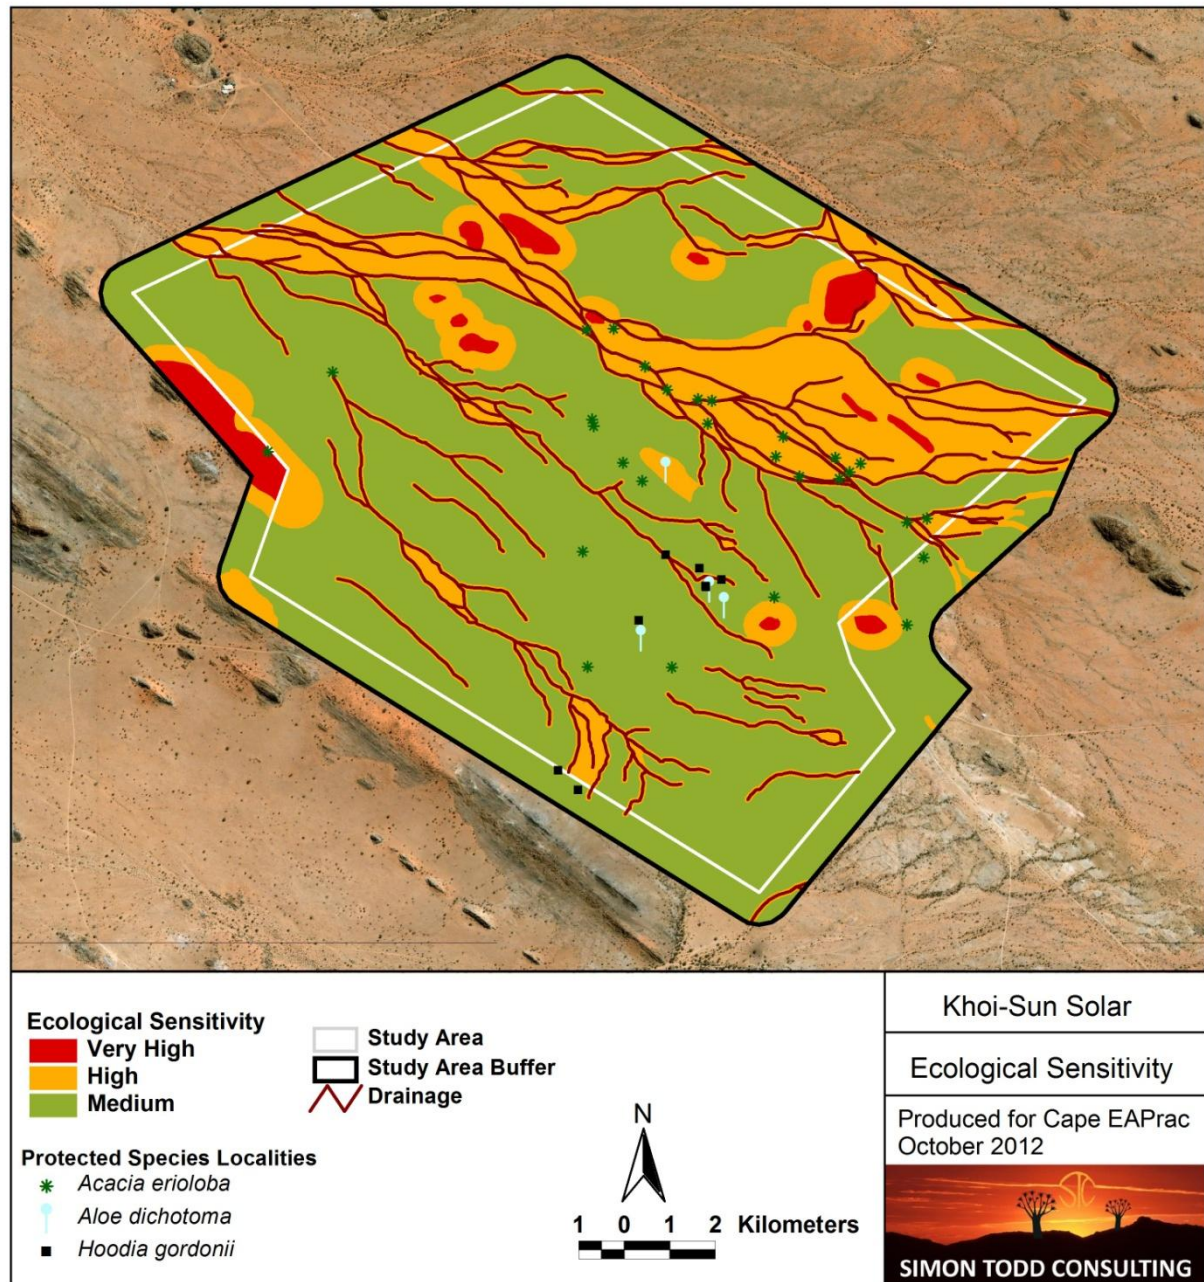 Ecological Sensitivity
Very High
High
Medium
Study Area
Study Area Buffer
Drainage
Protected Species Localities
Acacia erioloba
Aloe dichotoma
Hoodia gordonii
N
1 0 1 2 Kilometers
Khoi-Sun Solar
Ecological Sensitivity
Produced for Cape EAPrac
October 2012
STC
SIMON TODD CONSULTING